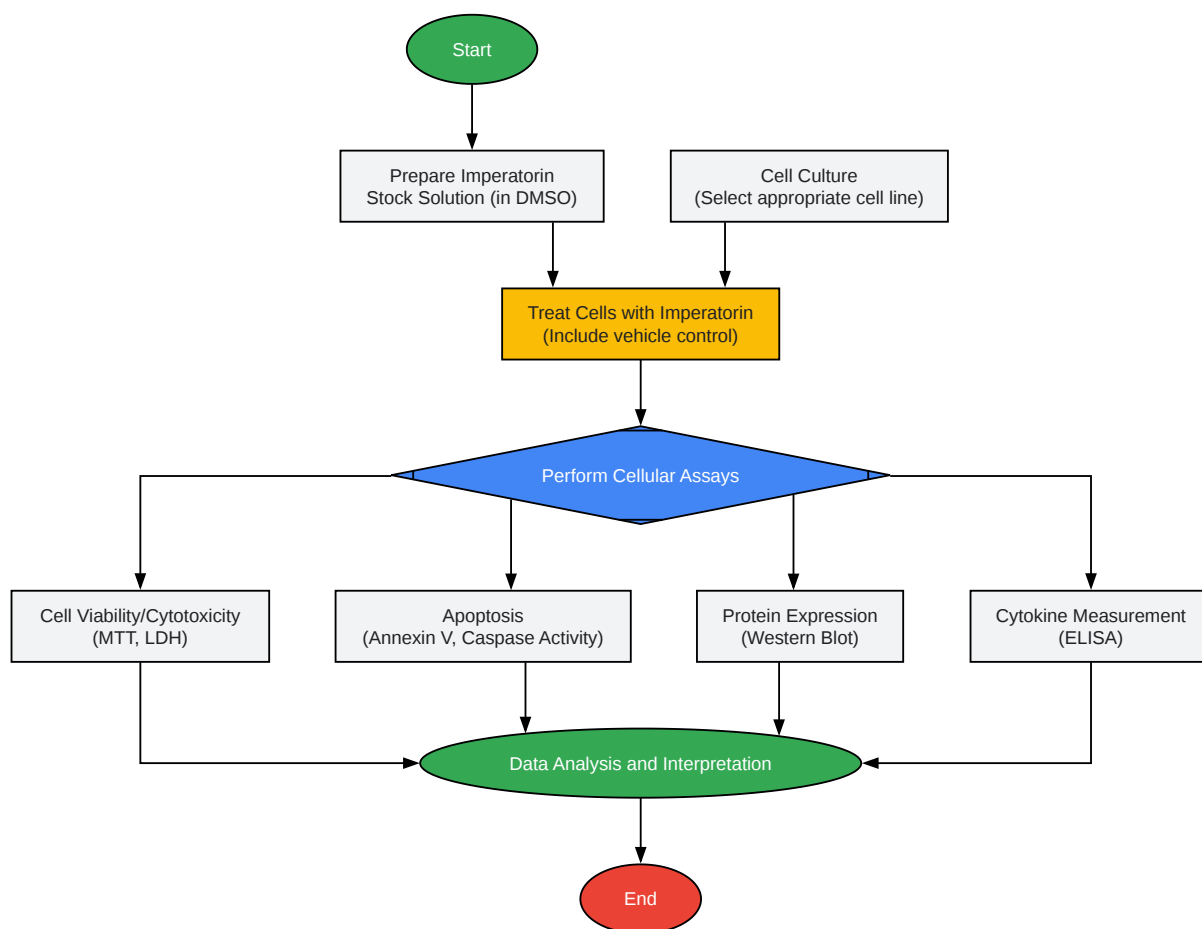 Start
Prepare Imperatorin
Stock Solution (in DMSO)
Cell Culture
(Select appropriate cell line)
Treat Cells with Imperatorin
(Include vehicle control)
Perform Cellular Assays
Cell Viability/Cytotoxicity
(MTT, LDH)
Apoptosis
(Annexin V, Caspase Activity)
Protein Expression
(Western Blot)
Cytokine Measurement
(ELISA)
Data Analysis and Interpretation
End